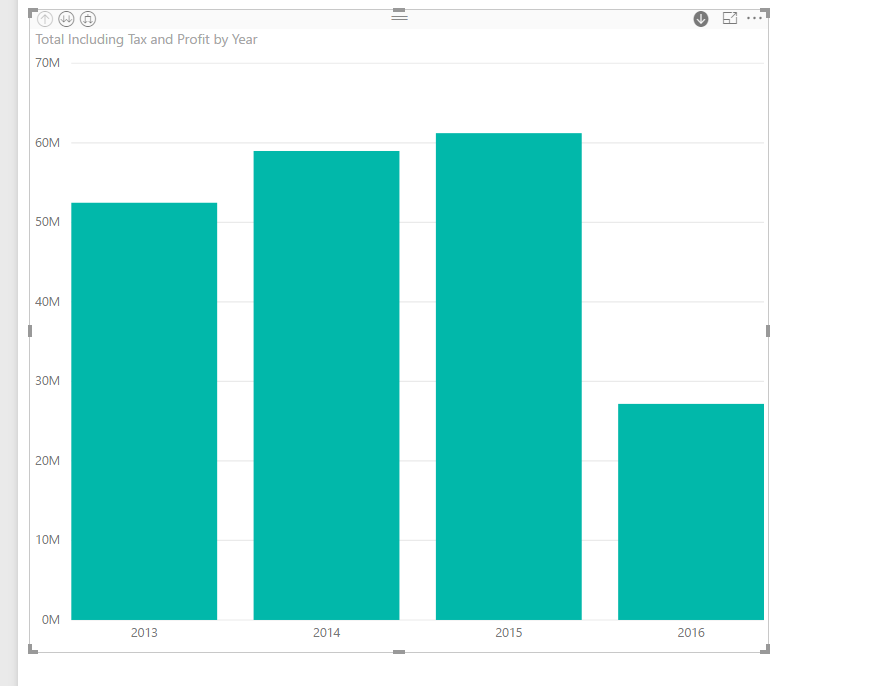 Total Including Tax and Profit by Year
70M
60M
50M
40M
30M
20M
10M
0M
2013 2014 2015 2016